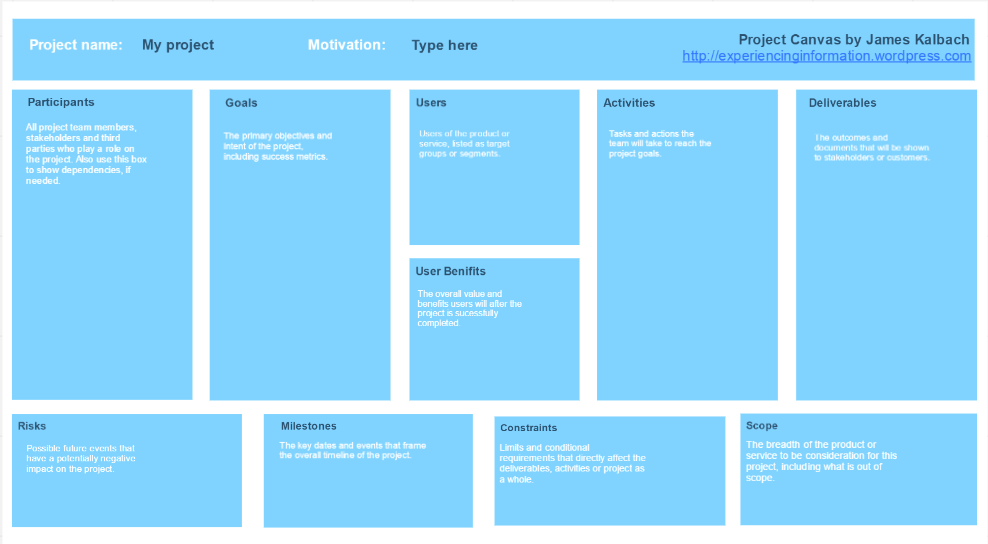 Project name: My project Motivation: Type here Project Canvas by James Kalbach
http://experiencinginformation.wordpress.com
Participants
All project team members,
stakeholders and third
parties who play a role on
the project. Also use this box
to show dependencies, if
needed.
Goals
The primary objectives and
intent of the project,
including success metrics.
Users
Users of the product or
service, listed as target
groups or segments.
User Benifits
The overall value and
benefits users will after the
project is sucessfully
completed.
Activities
Tasks and actions the
team will take to reach the
project goals.
Deliverables
The outcomes and
documents that will be shown
to stakeholders or customers.
Risks
Possible future events that
have a potentially negative
impact on the project.
Milestones
The key dates and events that frame
the overall timeline of the project.
Constraints
Limits and conditional
requirements that directly affect the
deliverables, activities or project as
a whole.
Scope
The breadth of the product or
service to be consideration for this
project, including what is out of
scope.